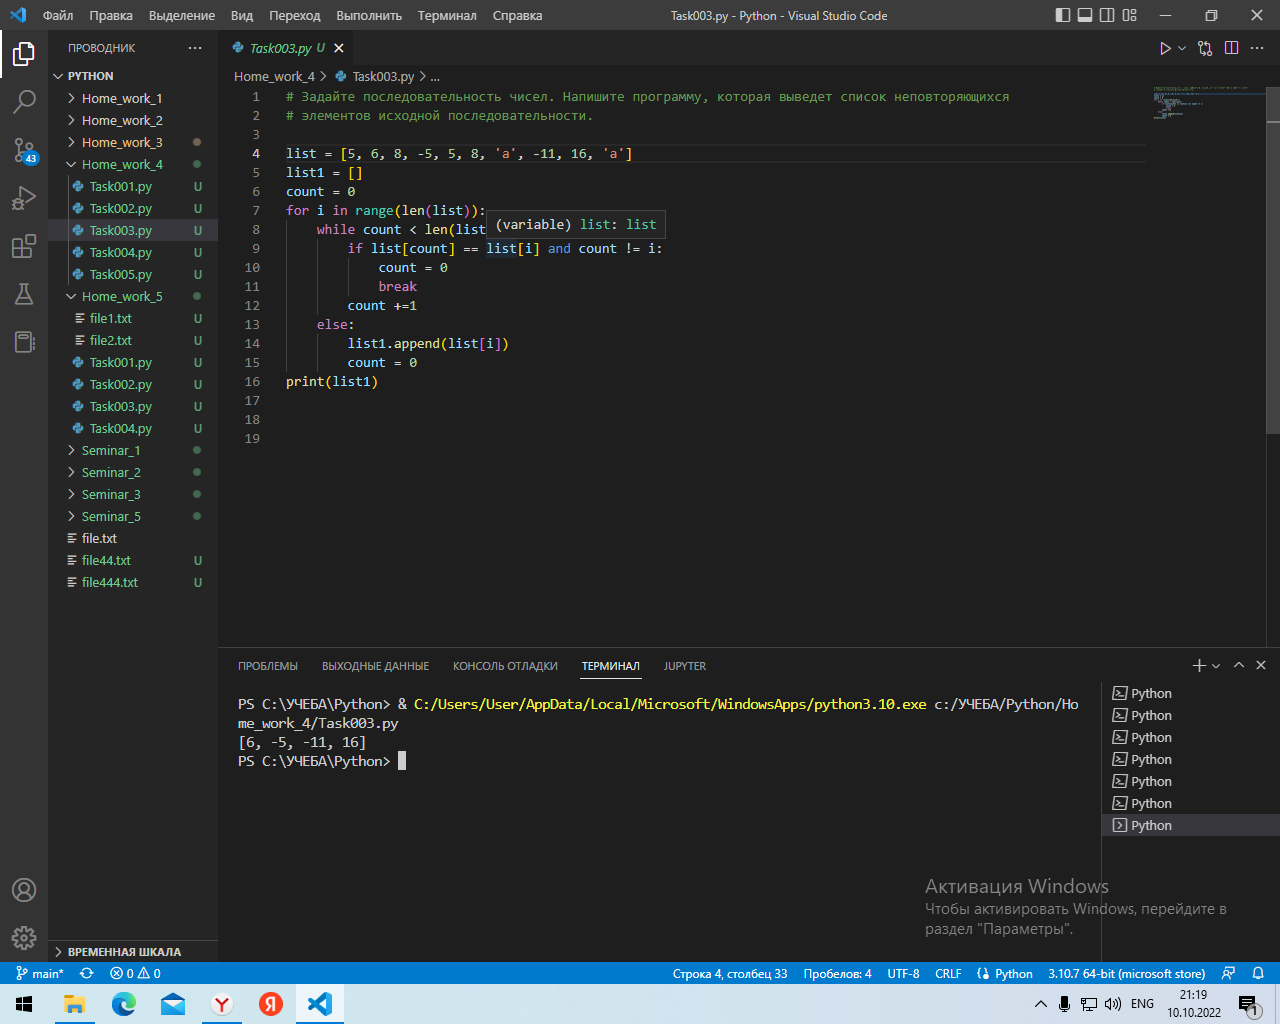 Файл Правка Выделение Вид Переход Выполнить Терминал Справка Task003.py - Python - Visual Studio Code
ПРОВОДНИК
PYTHON
Home_work_1
Home_work_2
Home_work_3
Home_work_4
Task001.py U
Task002.py U
Task003.py U
Task004.py U
Task005.py U
Home_work_5
file1.txt U
file2.txt U
Task001.py U
Task002.py U
Task003.py U
Task004.py U
Seminar_1
Seminar_2
Seminar_3
Seminar_5
file.txt
file44.txt U
file444.txt U
ВРЕМЕННАЯ ШКАЛА
43
Task003.py U
Home_work_4 > Task003.py > ...
1 # Задайте последовательность чисел. Напишите программу, которая выведет список неповторяющихся
2 # элементов исходной последовательности.
3
4 list = [5, 6, 8, -5, 5, 8, 'a', -11, 16, 'a']
5 list1 = []
6 count = 0
7 for i in range(len(list)):
8 while count < len(list
(variable) list: list
9 if list[count] == list[i] and count != i:
10 count = 0
11 break
12 count +=1
13 else:
14 list1.append(list[i])
15 count = 0
16 print(list1)
17
18
19
ПРОБЛЕМЫ ВЫХОДНЫЕ ДАННЫЕ КОНСОЛЬ ОТЛАДКИ ТЕРМИНАЛ JUPYTER
PS C:\УЧЕБА\Python> & C:/Users/User/AppData/Local/Microsoft/WindowsApps/python3.10.exe c:/УЧЕБА/Python/Ho
me_work_4/Task003.py
[6, -5, -11, 16]
PS C:\УЧЕБА\Python>
Python
Python
Python
Python
Python
Python
Python
Активация Windows
Чтобы активировать Windows, перейдите в
раздел "Параметры".
main* 0 0 Строка 4, столбец 33 Пробелов: 4 UTF-8 CRLF Python 3.10.7 64-bit (microsoft store)
ENG 21:19
10.10.2022
1